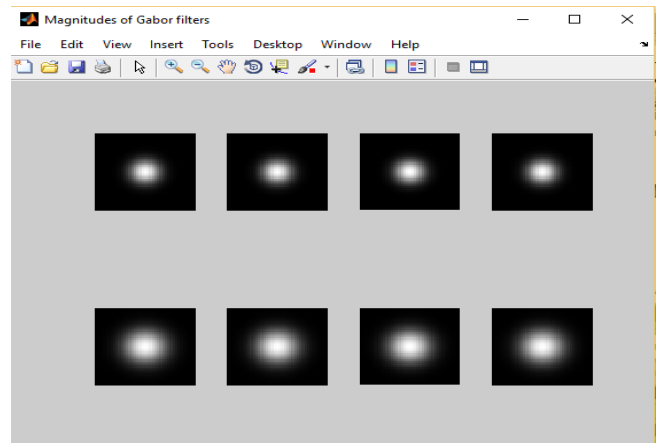 Magnitudes of Gabor filters
File Edit View Insert Tools Desktop Window Help